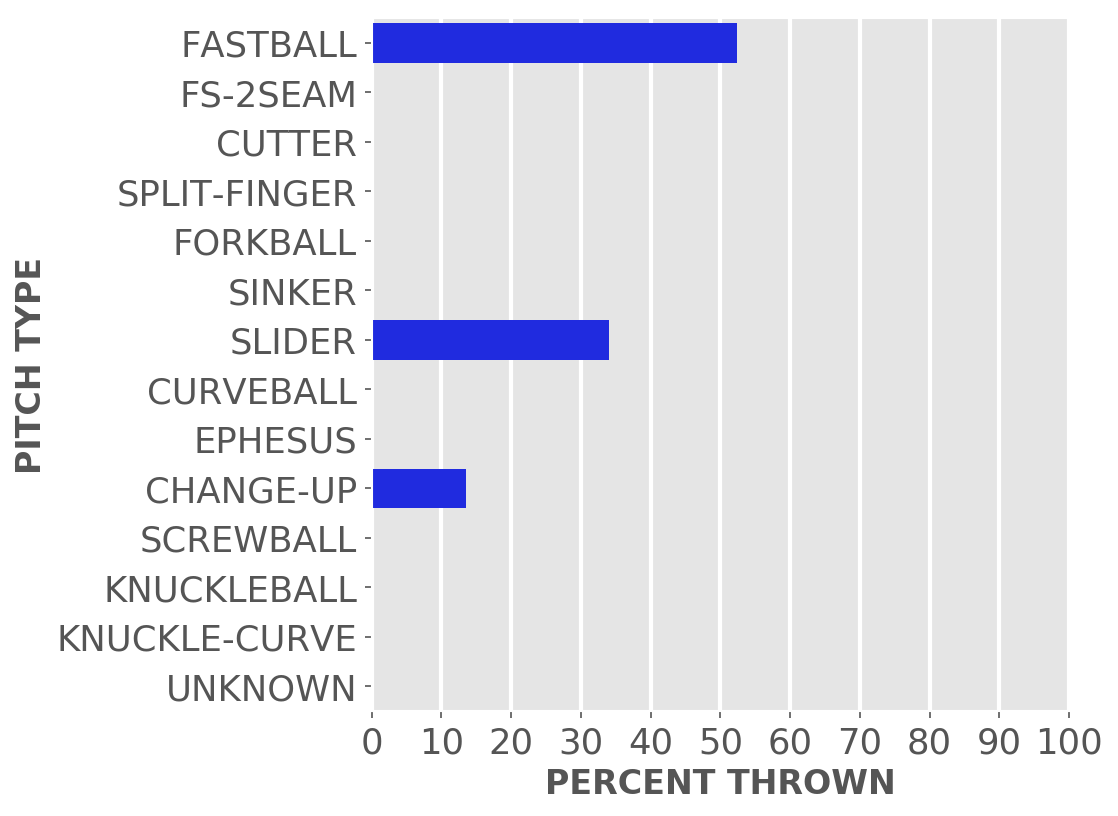 FASTBALL
FS-2SEAM
CUTTER
SPLIT-FINGER
FORKBALL
SINKER
SLIDER
CURVEBALL
EPHESUS
CHANGE-UP
SCREWBALL
KNUCKLEBALL
KNUCKLE-CURVE
UNKNOWN
PITCH TYPE
0 10 20 30 40 50 60 70 80 90 100
PERCENT THROWN